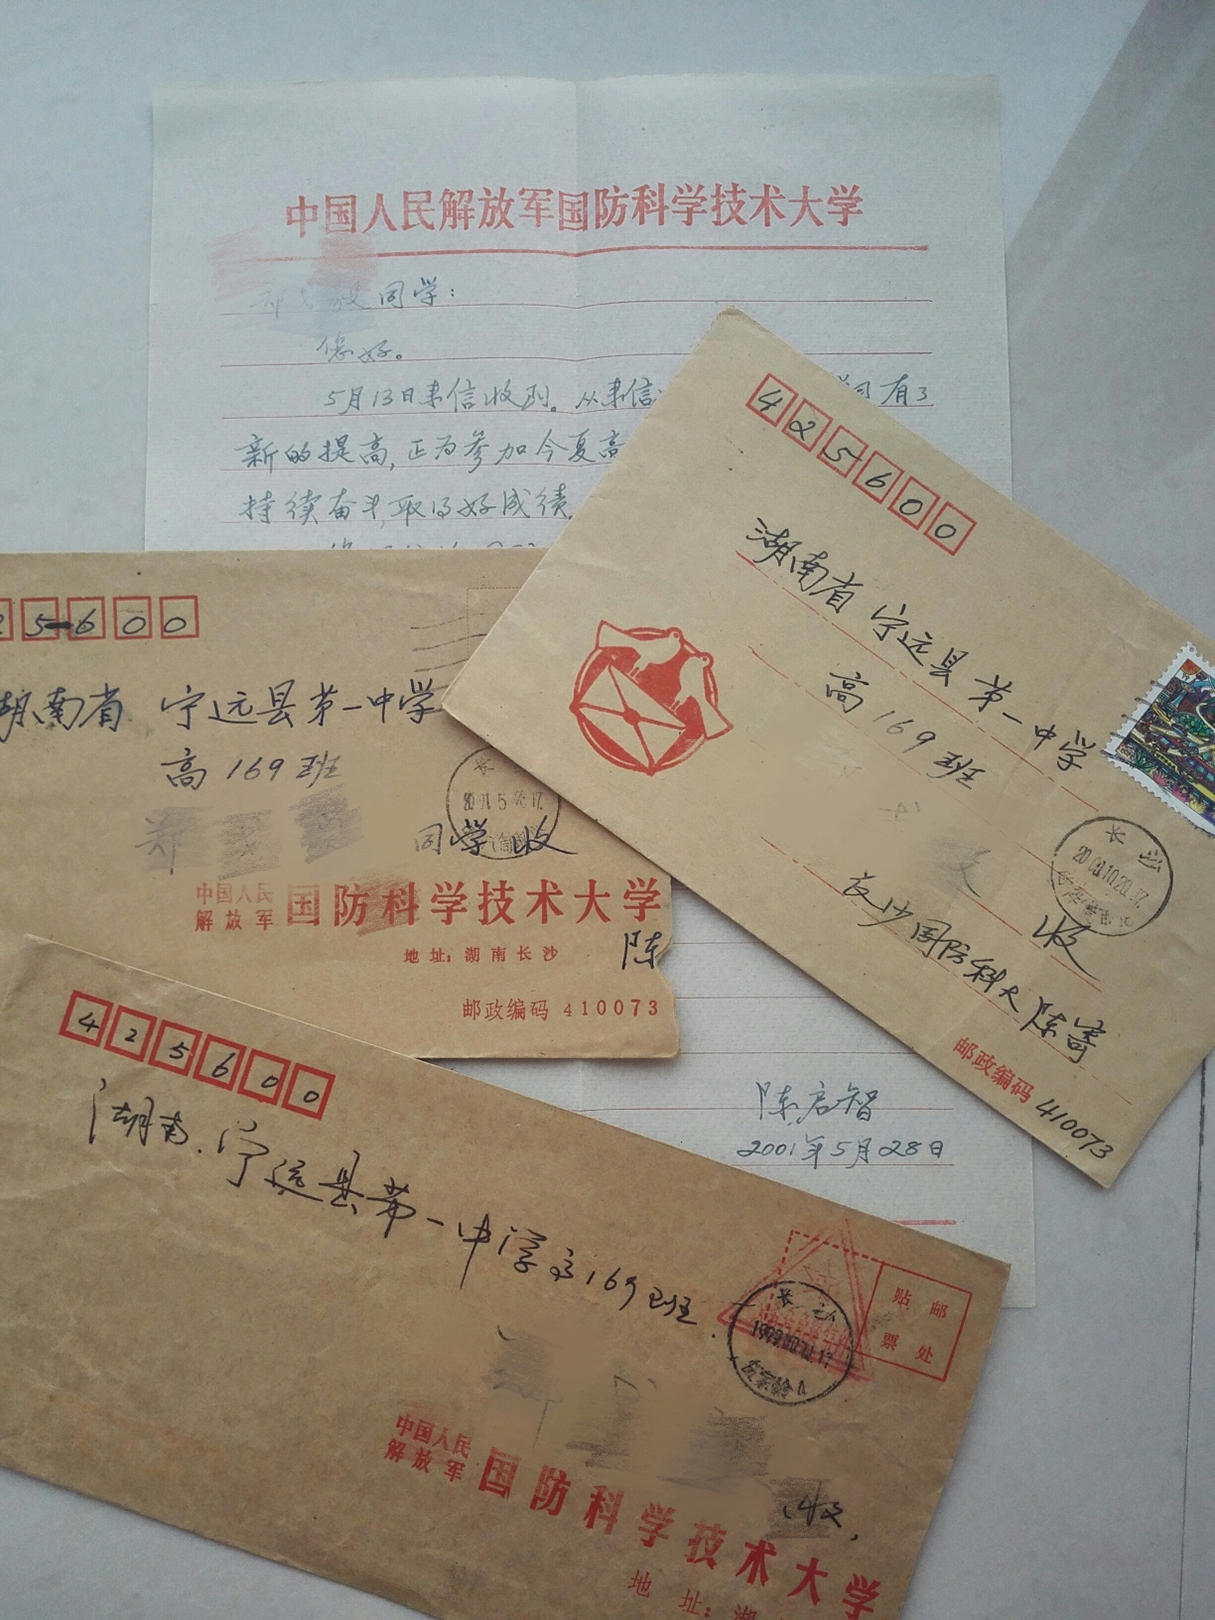 中国人民解放军国防科学技术大学
同学:
您好。
5月13日来信收到。从来信
有了
新的提高,正为参加今夏高
持续奋斗,取得好成绩
425600
湖南省宁远县第一中学
高169班
收
长沙国防科大陈寄
邮政编码 410073
长沙
25600
湖南省 宁远县第一中学
高169班
郑
同学 收
中国人民
解放军
国防科学技术大学
地址:湖南长沙
陈
邮政编码 410073
陈启智
2001年5月28日
425600
湖南.宁远县第一中学高169班.
贴邮
票处
收,
中国人民
解放军
国防科学技术大学
地址:湖